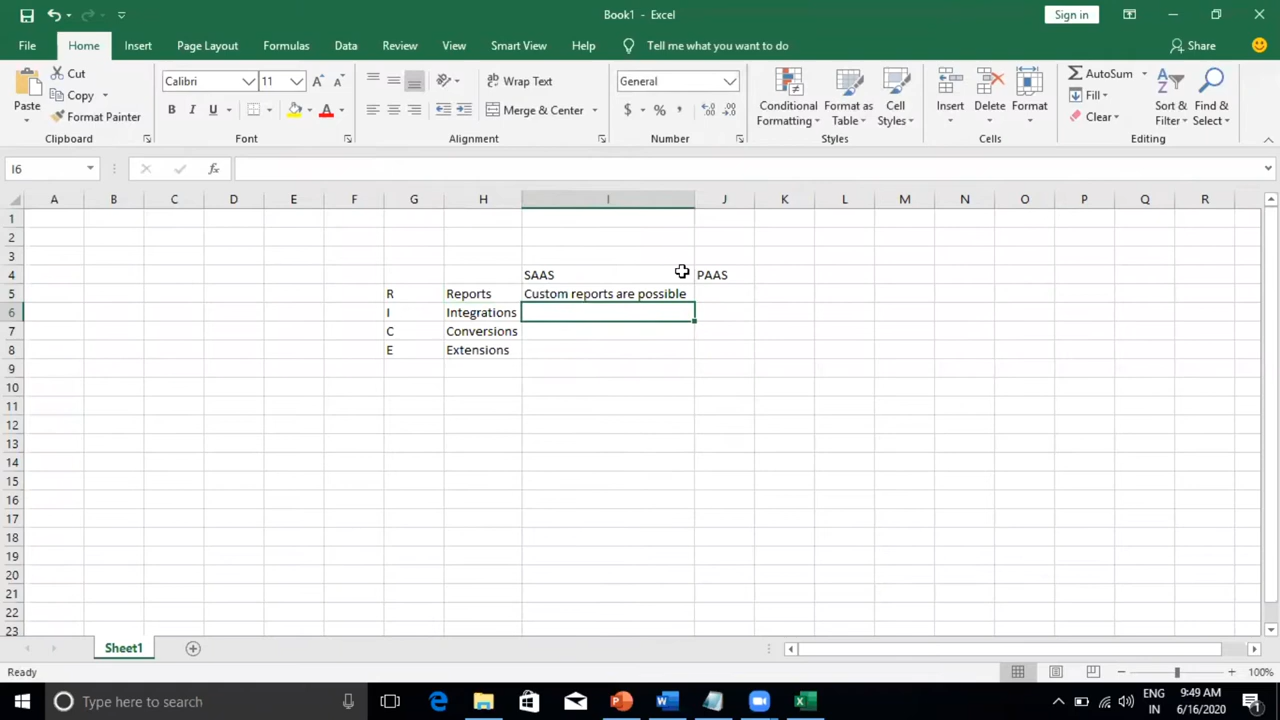 Book1 - Excel
Sign in
File Home Insert Page Layout Formulas Data Review View Smart View Help Tell me what you want to do Share
Paste
Cut
Copy
Format Painter
Clipboard
Calibri 11
B I U
Font
Wrap Text
Merge & Center
Alignment
General
$ % ,
Number
Conditional Formatting
Format as Table
Cell Styles
Styles
Insert
Delete
Format
Cells
AutoSum
Fill
Clear
Sort & Filter
Find & Select
Editing
I6 fx
A B C D E F G H I J K L M N O P Q R
1
2
3
4 SAAS PAAS
5 R Reports Custom reports are possible
6 I Integrations
7 C Conversions
8 E Extensions
9
10
11
12
13
14
15
16
17
18
19
20
21
22
23
Sheet1
Ready 100%
Type here to search
ENG IN
9:49 AM
6/16/2020
1